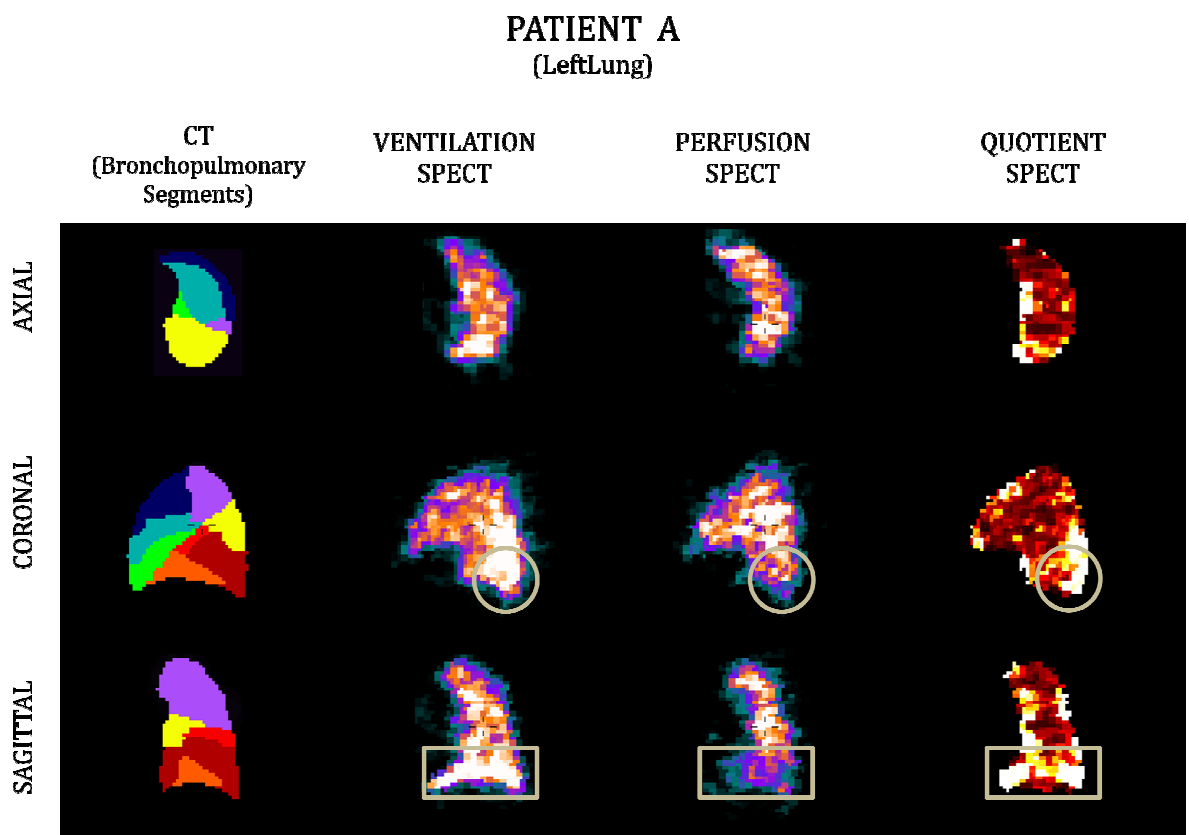 PATIENT A
(LeftLung)
CT
(Bronchopulmonary
Segments)
VENTILATION
SPECT
PERFUSION
SPECT
QUOTIENT
SPECT
AXIAL
CORONAL
SAGITTAL